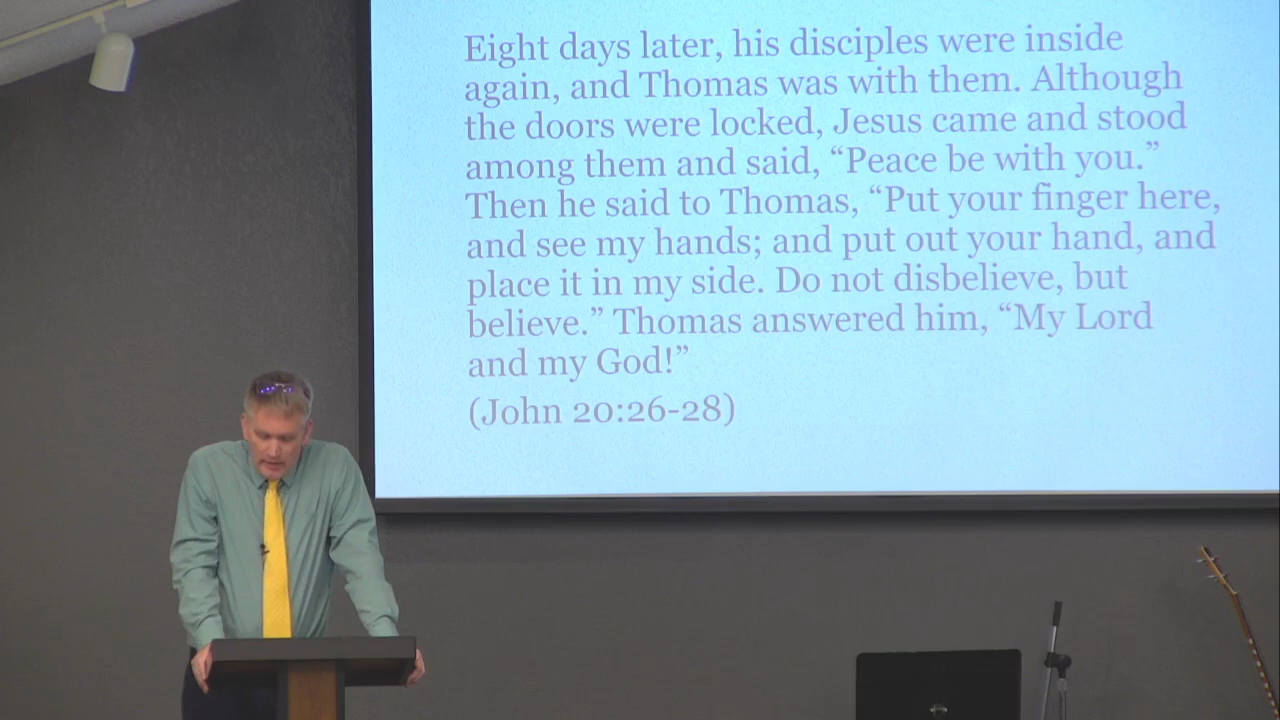 Eight days later, his disciples were inside
again, and Thomas was with them. Although
the doors were locked, Jesus came and stood
among them and said, “Peace be with you.”
Then he said to Thomas, “Put your finger here,
and see my hands; and put out your hand, and
place it in my side. Do not disbelieve, but
believe.” Thomas answered him, “My Lord
and my God!”
(John 20:26-28)